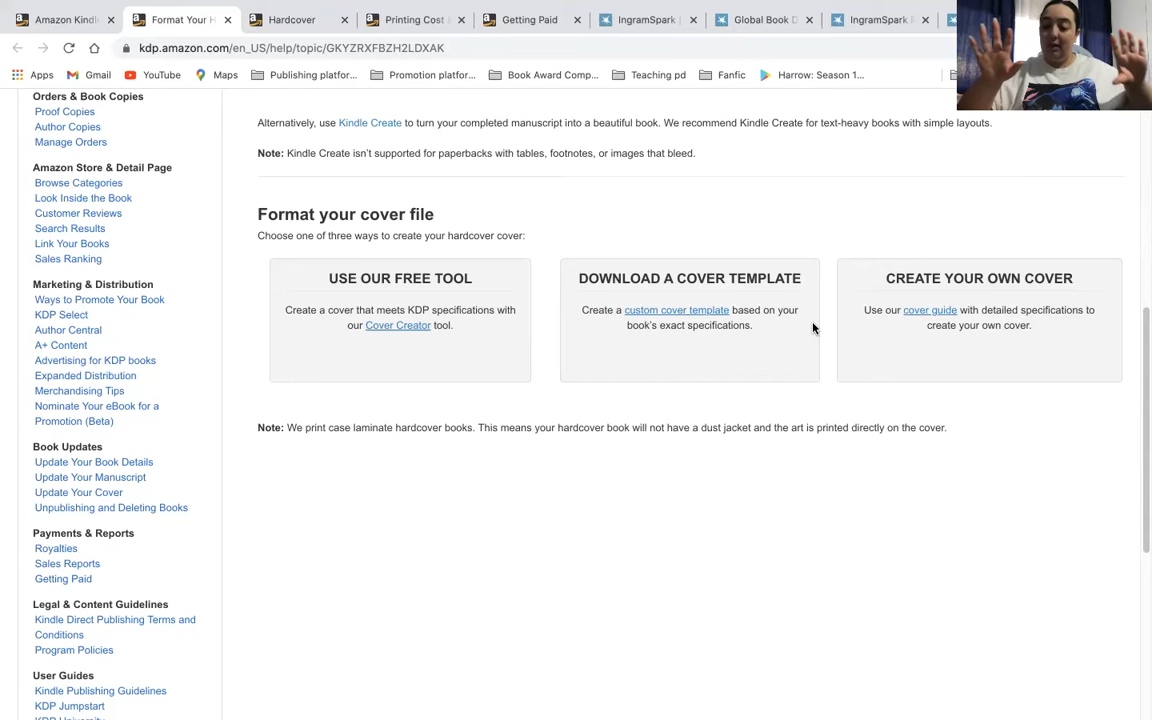 Amazon Kindl
Format Your H
Hardcover
Printing Cost
Getting Paid
IngramSpark
Global Book D
IngramSpark
kdp.amazon.com/en_US/help/topic/GKYZRXFBZH2LDXAK
Apps
Gmail
YouTube
Maps
Publishing platfor...
Promotion platfor...
Book Award Comp...
Teaching pd
Fanfic
Harrow: Season 1...
Orders & Book Copies
Proof Copies
Author Copies
Manage Orders
Amazon Store & Detail Page
Browse Categories
Look Inside the Book
Customer Reviews
Search Results
Link Your Books
Sales Ranking
Marketing & Distribution
Ways to Promote Your Book
KDP Select
Author Central
A+ Content
Advertising for KDP books
Expanded Distribution
Merchandising Tips
Nominate Your eBook for a
Promotion (Beta)
Book Updates
Update Your Book Details
Update Your Manuscript
Update Your Cover
Unpublishing and Deleting Books
Payments & Reports
Royalties
Sales Reports
Getting Paid
Legal & Content Guidelines
Kindle Direct Publishing Terms and
Conditions
Program Policies
User Guides
Kindle Publishing Guidelines
KDP Jumpstart
KDP University
Alternatively, use Kindle Create to turn your completed manuscript into a beautiful book. We recommend Kindle Create for text-heavy books with simple layouts.
Note: Kindle Create isn't supported for paperbacks with tables, footnotes, or images that bleed.
Format your cover file
Choose one of three ways to create your hardcover cover:
USE OUR FREE TOOL
Create a cover that meets KDP specifications with
our Cover Creator tool.
DOWNLOAD A COVER TEMPLATE
Create a custom cover template based on your
book's exact specifications.
CREATE YOUR OWN COVER
Use our cover guide with detailed specifications to
create your own cover.
Note: We print case laminate hardcover books. This means your hardcover book will not have a dust jacket and the art is printed directly on the cover.